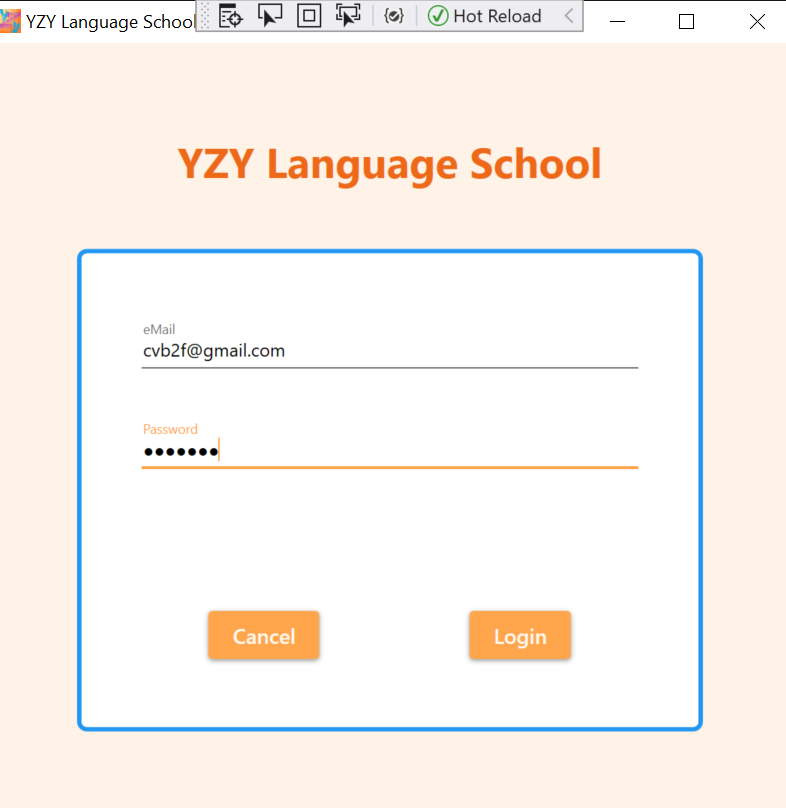 YZY Language School
Hot Reload
YZY Language School
eMail
cvb2f@gmail.com
Password
•••••••
Cancel
Login